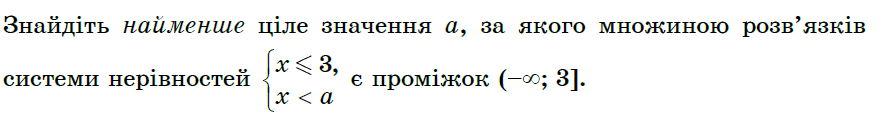 Знайдіть найменше ціле значення a, за якого множиною розв’язків
системи нерівностей { x ⩽ 3, x < a є проміжок (−∞; 3].